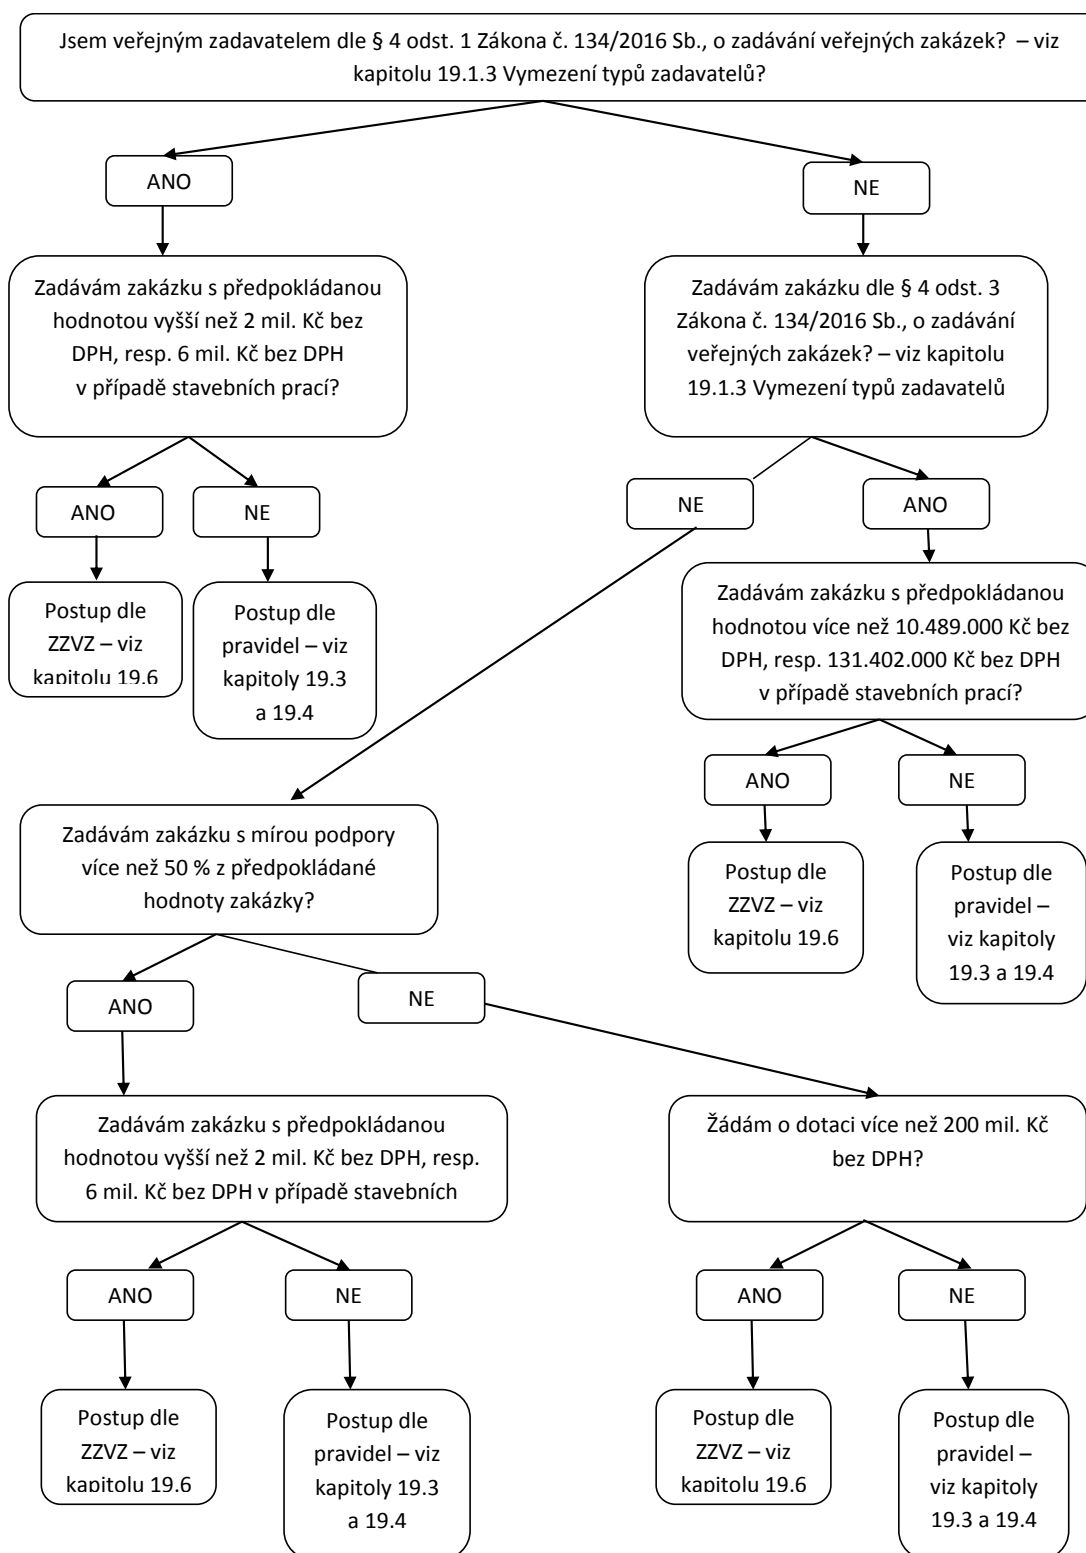 Jsem veřejným zadavatelem dle § 4 odst. 1 Zákona č. 134/2016 Sb., o zadávání veřejných zakázek? – viz
kapitolu 19.1.3 Vymezení typů zadavatelů?
ANO
NE
Zadávám zakázku s předpokládanou
hodnotou vyšší než 2 mil. Kč bez
DPH, resp. 6 mil. Kč bez DPH
v případě stavebních prací?
Zadávám zakázku dle § 4 odst. 3
Zákona č. 134/2016 Sb., o zadávání
veřejných zakázek? – viz kapitolu
19.1.3 Vymezení typů zadavatelů
ANO
NE
NE
ANO
Postup dle
ZZVZ – viz
kapitolu 19.6
Postup dle
pravidel – viz
kapitoly 19.3
a 19.4
Zadávám zakázku s předpokládanou
hodnotou více než 10.489.000 Kč bez
DPH, resp. 131.402.000 Kč bez DPH
v případě stavebních prací?
ANO
NE
Zadávám zakázku s mírou podpory
více než 50 % z předpokládané
hodnoty zakázky?
Postup dle
ZZVZ – viz
kapitolu 19.6
Postup dle
pravidel –
viz kapitoly
19.3 a 19.4
ANO
NE
Zadávám zakázku s předpokládanou
hodnotou vyšší než 2 mil. Kč bez DPH, resp.
6 mil. Kč bez DPH v případě stavebních
Žádám o dotaci více než 200 mil. Kč
bez DPH?
ANO
NE
ANO
NE
Postup dle
ZZVZ – viz
kapitolu 19.6
Postup dle
pravidel – viz
kapitoly 19.3
a 19.4
Postup dle
ZZVZ – viz
kapitolu 19.6
Postup dle
pravidel –
viz kapitoly
19.3 a 19.4